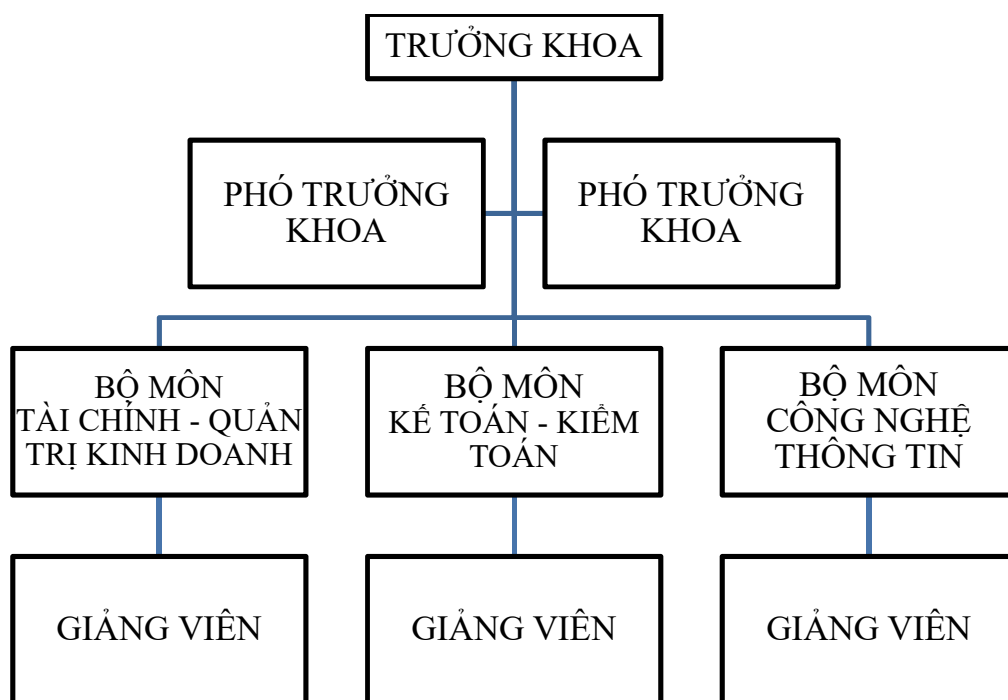 TRƯỞNG KHOA
PHÓ TRƯỞNG
KHOA
PHÓ TRƯỞNG
KHOA
BỘ MÔN
TÀI CHÍNH - QUẢN
TRỊ KINH DOANH
BỘ MÔN
KẾ TOÁN - KIỂM
TOÁN
BỘ MÔN
CÔNG NGHỆ
THÔNG TIN
GIẢNG VIÊN
GIẢNG VIÊN
GIẢNG VIÊN